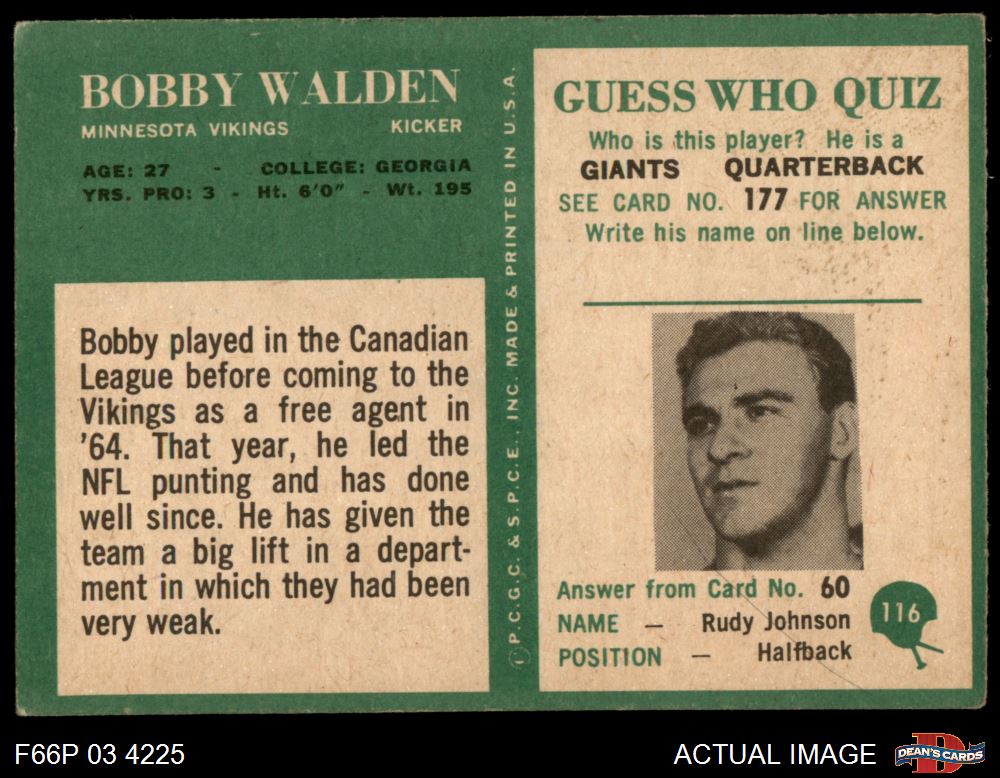 BOBBY WALDEN
MINNESOTA VIKINGS KICKER
AGE: 27 - COLLEGE: GEORGIA
YRS. PRO: 3 - Ht. 6'0" - Wt. 195
Bobby played in the Canadian
League before coming to the
Vikings as a free agent in
'64. That year, he led the
NFL punting and has done
well since. He has given the
team a big lift in a depart-
ment in which they had been
very weak.
Ⓒ P.C.G.C. & S.P.C.E., INC. MADE & PRINTED IN U.S.A.
GUESS WHO QUIZ
Who is this player? He is a
GIANTS QUARTERBACK
SEE CARD NO. 177 FOR ANSWER
Write his name on line below.
Answer from Card No. 60
NAME — Rudy Johnson
POSITION — Halfback
116
F66P 03 4225
ACTUAL IMAGE
D
DEAN'S CARDS